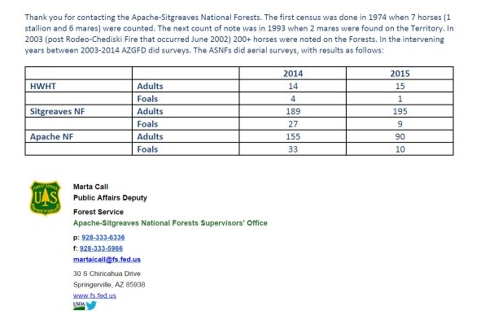 Thank you for contacting the Apache-Sitgreaves National Forests. The first census was done in 1974 when 7 horses (1
stallion and 6 mares) were counted. The next count of note was in 1993 when 2 mares were found on the Territory. In
2003 (post Rodeo-Chediski Fire that occurred June 2002) 200+ horses were noted on the Forests. In the intervening
years between 2003-2014 AZGFD did surveys. The ASNFs did aerial surveys, with results as follows:
2014 2015
HWHT Adults 14 15
Foals 4 1
Sitgreaves NF Adults 189 195
Foals 27 9
Apache NF Adults 155 90
Foals 33 10
Marta Call
Public Affairs Deputy
Forest Service
Apache-Sitgreaves National Forests Supervisors' Office
p: 928-333-6336
f: 928-333-5966
martaicall@fs.fed.us
30 S Chiricahua Drive
Springerville, AZ 85938
www.fs.fed.us
USDA
U S